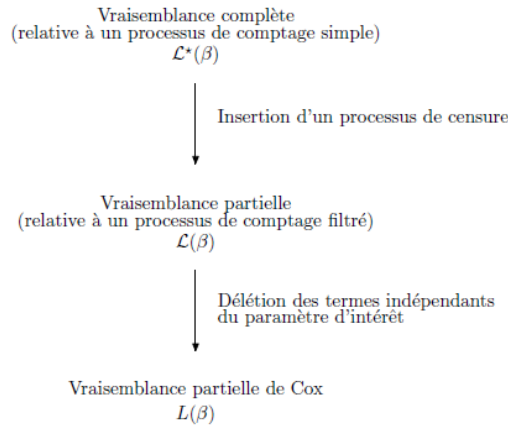 Vraisemblance complète
(relative à un processus de comptage simple)
ℒ*(β)
Insertion d'un processus de censure
Vraisemblance partielle
(relative à un processus de comptage filtré)
ℒ(β)
Délétion des termes indépendants
du paramètre d'intérêt
Vraisemblance partielle de Cox
L(β)